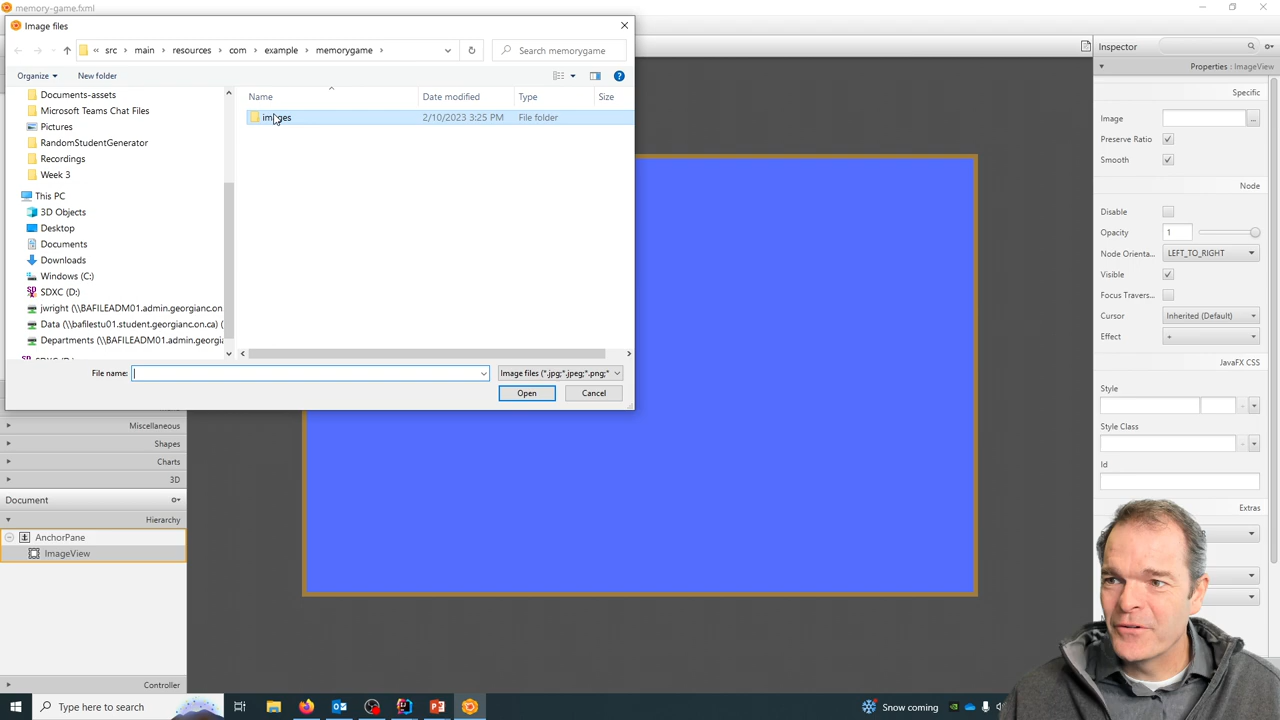 memory-game.fxml
Image files
« src › main › resources › com › example › memorygame ›
Search memorygame
Organize
New folder
Name
Date modified
Type
Size
images
2/10/2023 3:25 PM
File folder
Documents-assets
Microsoft Teams Chat Files
Pictures
RandomStudentGenerator
Recordings
Week 3
This PC
3D Objects
Desktop
Documents
Downloads
Windows (C:)
SDXC (D:)
jwright (\\BAFILEADM01.admin.georgianc.on
Data (\\bafilestu01.student.georgianc.on.ca)
Departments (\\BAFILEADM01.admin.georgia
File name:
Image files (*.jpg;*.jpeg;*.png;*
Open
Cancel
Miscellaneous
Shapes
Charts
3D
Document
Hierarchy
AnchorPane
ImageView
Controller
Inspector
Properties : ImageView
Specific
Image
...
Preserve Ratio
Smooth
Node
Disable
Opacity
1
Node Orienta...
LEFT_TO_RIGHT
Visible
Focus Travers...
Cursor
Inherited (Default)
Effect
+
JavaFX CSS
Style
Style Class
Id
Extras
Type here to search
Snow coming